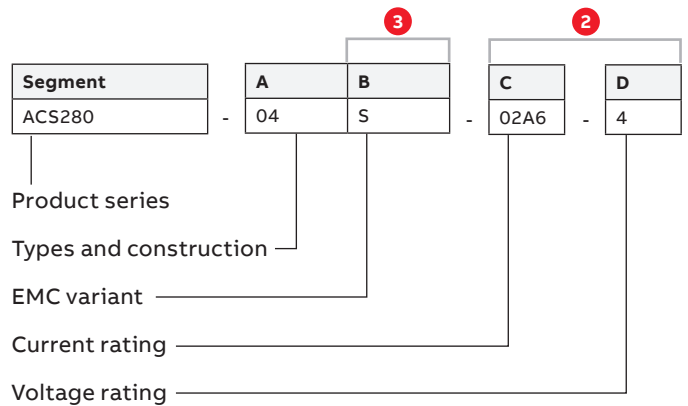 3 2
Segment A B C D
ACS280 - 04 S - 02A6 - 4
Product series
Types and construction
EMC variant
Current rating
Voltage rating